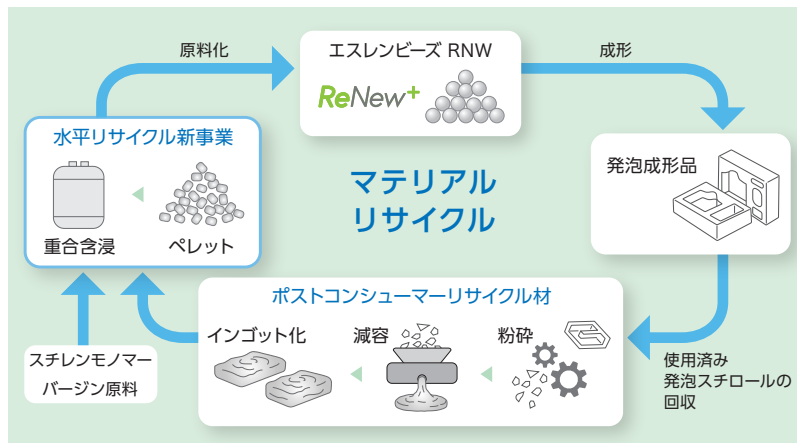 原料化
エスレンビーズ RNW
ReNew+
成形
水平リサイクル新事業
重合含浸
ペレット
マテリアル
リサイクル
発泡成形品
ポストコンシューマーリサイクル材
インゴット化
減容
粉砕
スチレンモノマー
バージン原料
使用済み
発泡スチロールの
回収